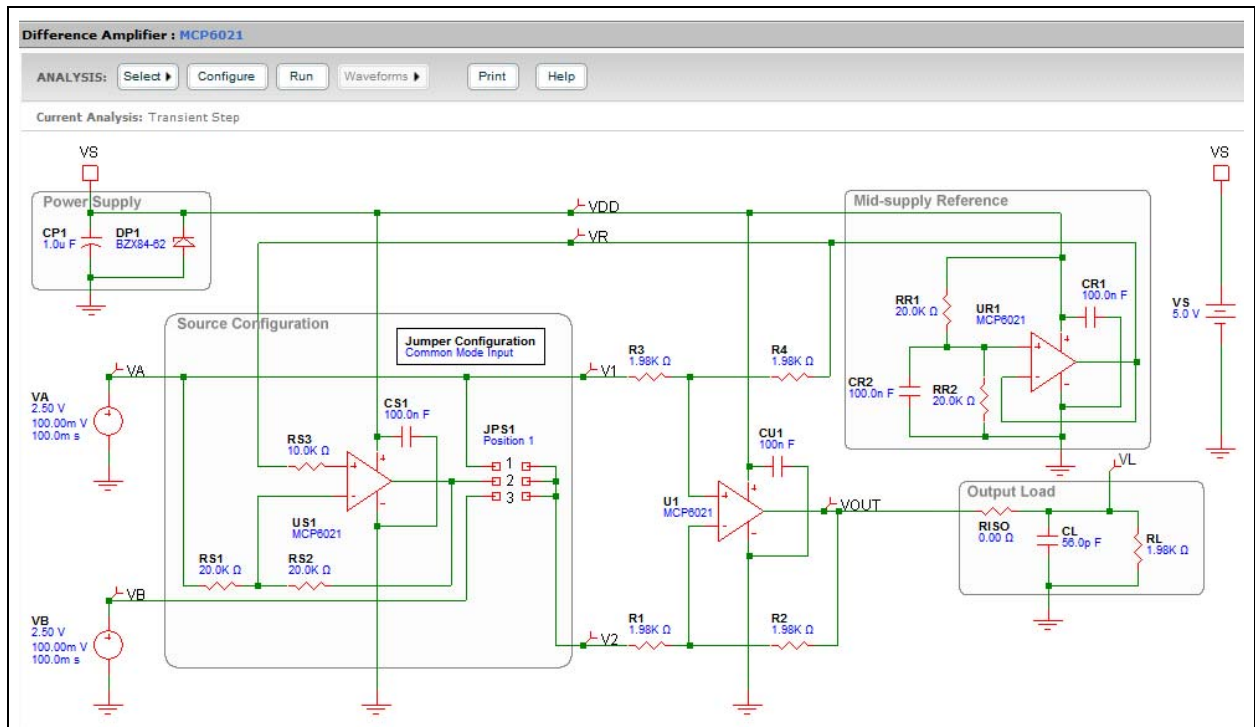 Difference Amplifier : MCP6021
ANALYSIS: Select Configure Run Waveforms Print Help
Current Analysis: Transient Step
VS
VS
Power Supply
CP1
1.0u F
DP1
BZX84-62
VDD
VR
Mid-supply Reference
RR1
20.0K Ω
UR1
MCP6021
CR1
100.0n F
CR2
100.0n F
RR2
20.0K Ω
VS
5.0 V
Source Configuration
Jumper Configuration
Common Mode Input
VA
VA
2.50 V
100.00m V
100.0m s
RS3
10.0K Ω
CS1
100.0n F
US1
MCP6021
JPS1
Position 1
1
2
3
RS1
20.0K Ω
RS2
20.0K Ω
VB
VB
2.50 V
100.00m V
100.0m s
V1
R3
1.98K Ω
R4
1.98K Ω
CU1
100n F
U1
MCP6021
VOUT
V2
R1
1.98K Ω
R2
1.98K Ω
VL
Output Load
RISO
0.00 Ω
CL
56.0p F
RL
1.98K Ω